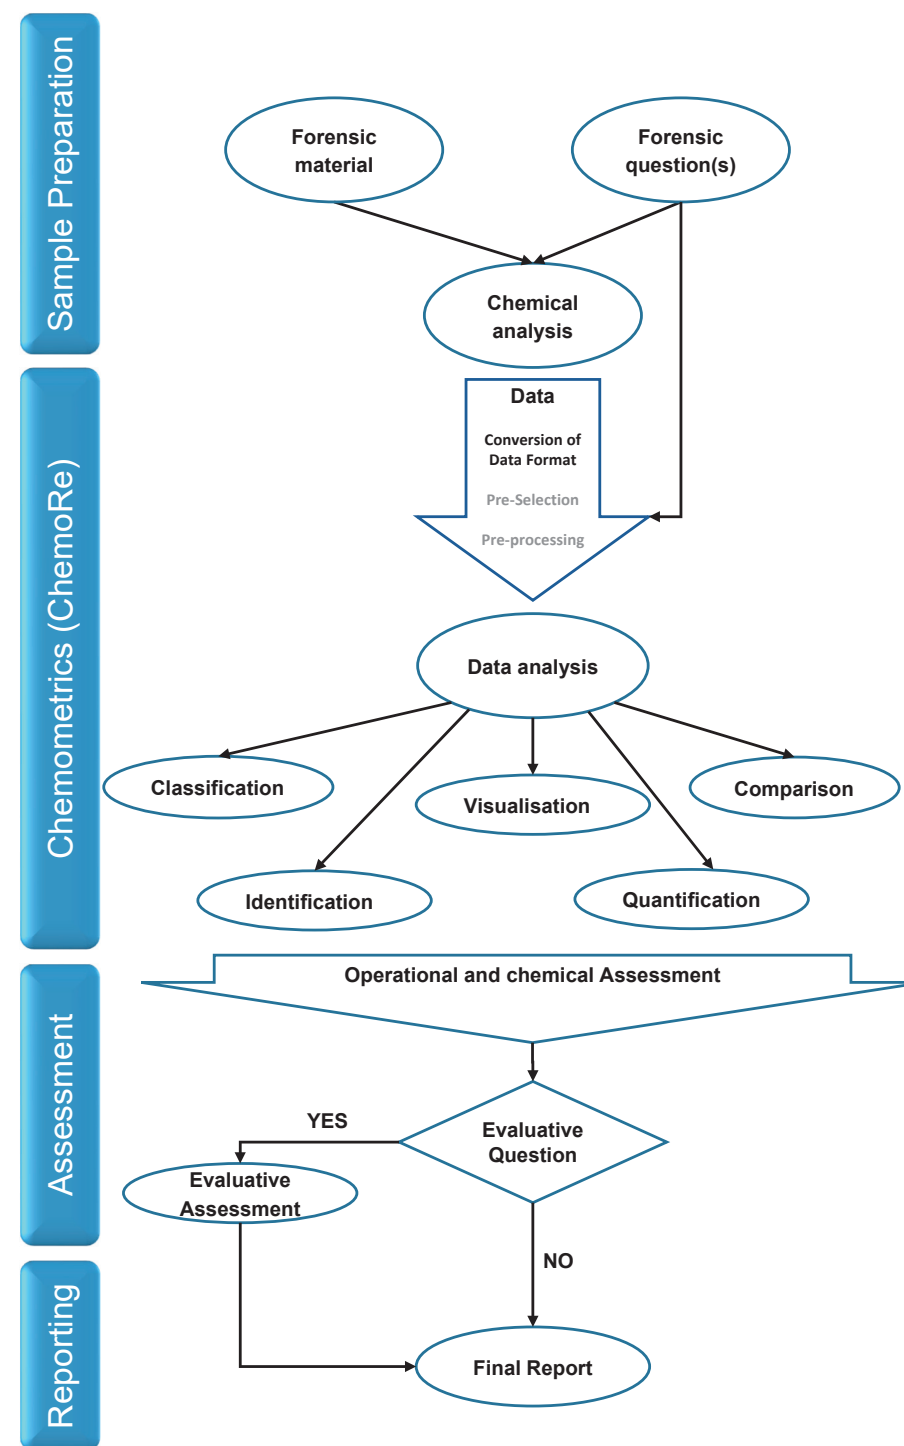 Sample Preparation
Forensic
material
Forensic
question(s)
Chemical
analysis
Chemometrics (ChemoRe)
Data
Conversion of
Data Format
Pre-Selection
Pre-processing
Data analysis
Classification
Visualisation
Comparison
Identification
Quantification
Assessment
Operational and chemical Assessment
Evaluative
Question
YES
Evaluative
Assessment
NO
Reporting
Final Report